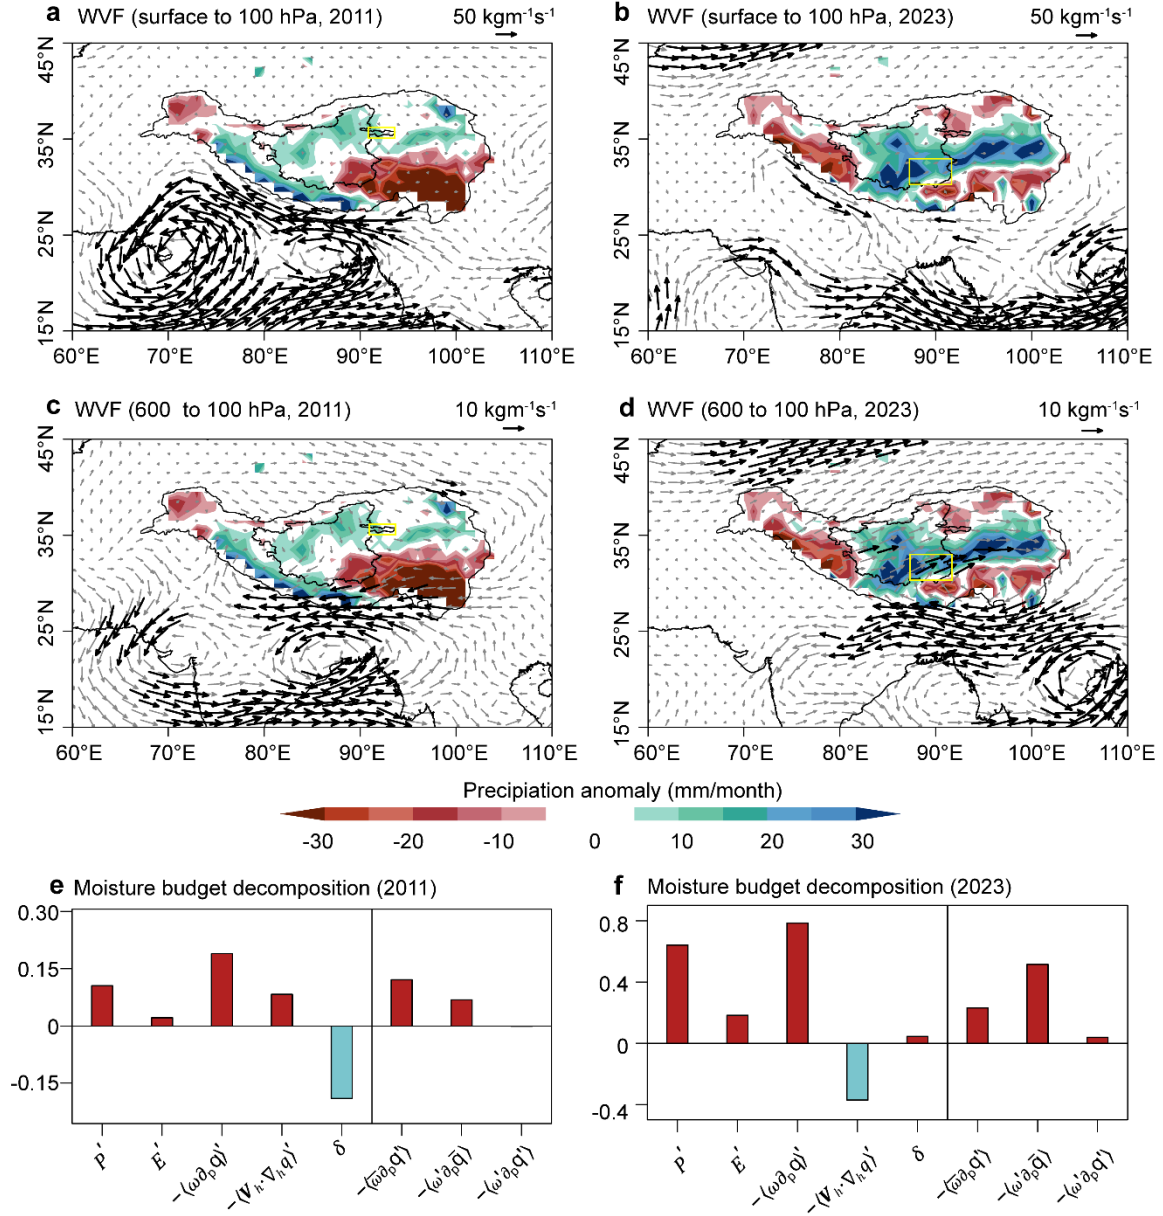 a WVF (surface to 100 hPa, 2011) 50 kgm⁻¹s⁻¹
45°N
35°N
25°N
15°N
60°E 70°E 80°E 90°E 100°E 110°E
b WVF (surface to 100 hPa, 2023) 50 kgm⁻¹s⁻¹
45°N
35°N
25°N
15°N
60°E 70°E 80°E 90°E 100°E 110°E
c WVF (600 to 100 hPa, 2011) 10 kgm⁻¹s⁻¹
45°N
35°N
25°N
15°N
60°E 70°E 80°E 90°E 100°E 110°E
d WVF (600 to 100 hPa, 2023) 10 kgm⁻¹s⁻¹
45°N
35°N
25°N
15°N
60°E 70°E 80°E 90°E 100°E 110°E
Precipiation anomaly (mm/month)
-30 -20 -10 0 10 20 30
e Moisture budget decomposition (2011)
0.30
0.15
0
-0.15
P′ E′ −⟨ω∂ₚq⟩′ −⟨Vₕ·∇ₕq⟩′ δ −⟨ω̄∂ₚq′⟩ −⟨ω′∂ₚq̄⟩ −⟨ω′∂ₚq′⟩
f Moisture budget decomposition (2023)
0.8
0.4
0
-0.4
P′ E′ −⟨ω∂ₚq⟩′ −⟨Vₕ·∇ₕq⟩′ δ −⟨ω̄∂ₚq′⟩ −⟨ω′∂ₚq̄⟩ −⟨ω′∂ₚq′⟩